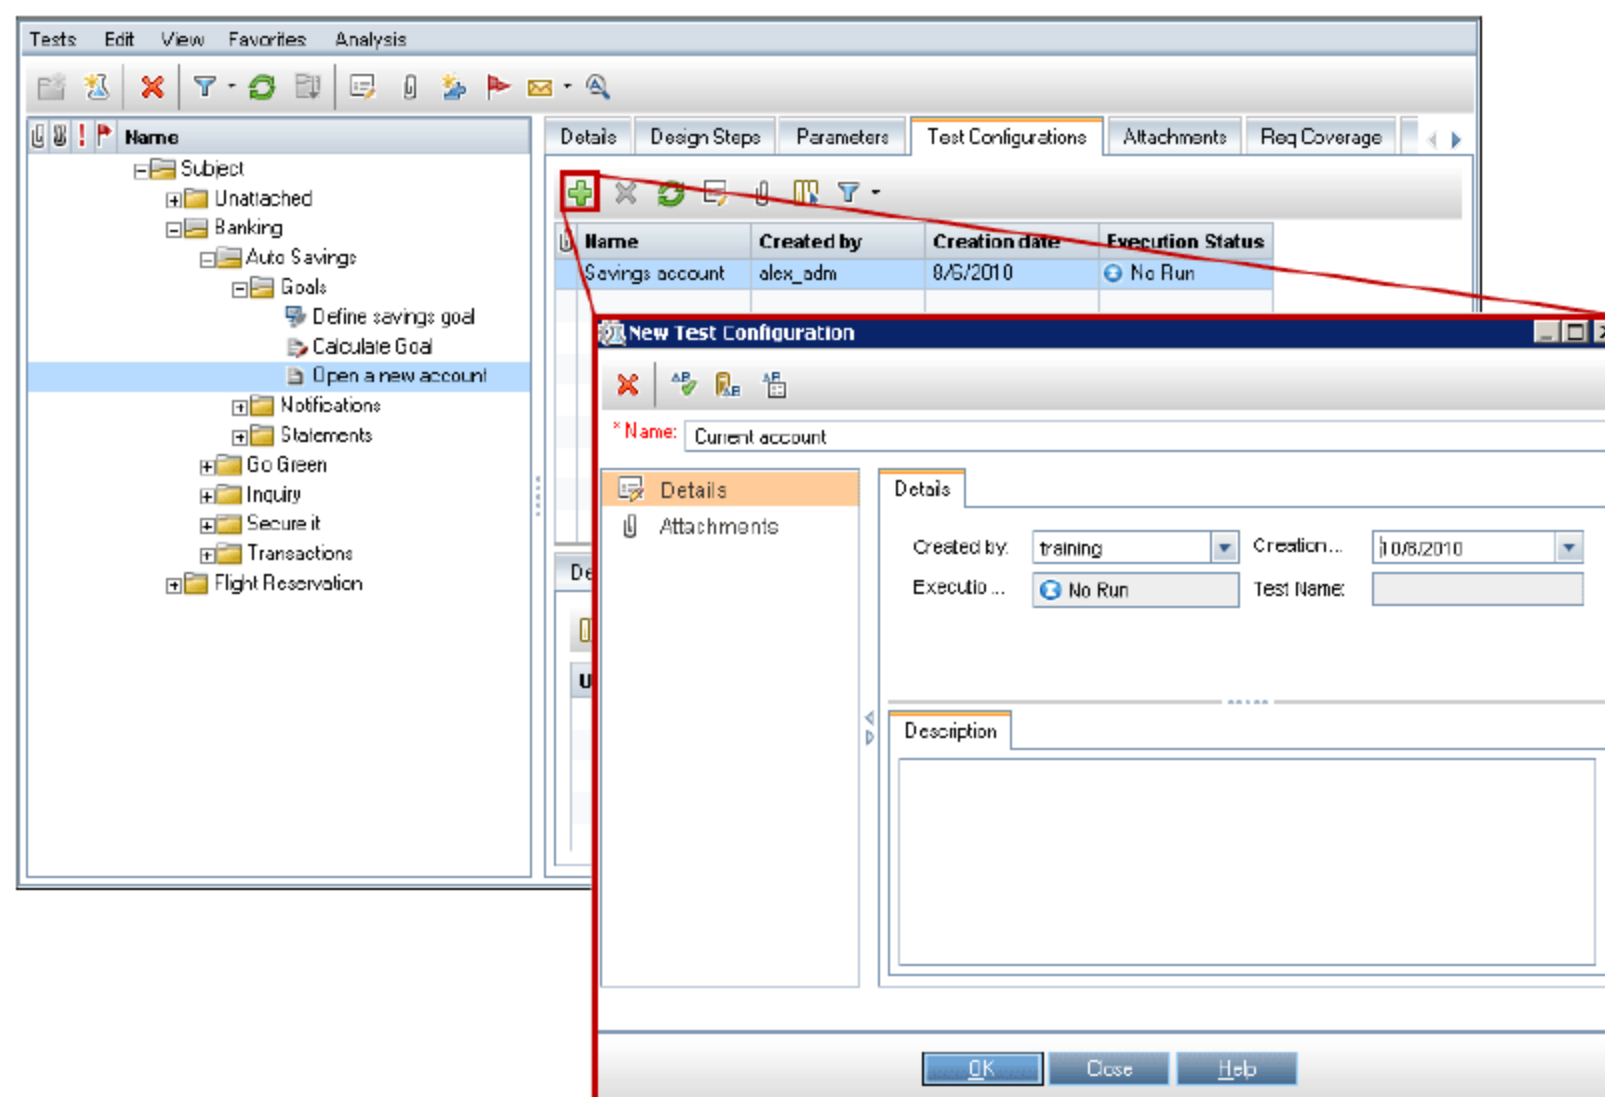 Tests Edit View Favorites Analysis
Name
Subject
Unattached
Banking
Auto Savings
Goals
Define savings goal
Calculate Goal
Open a new account
Notifications
Statements
Go Green
Inquiry
Secure it
Transactions
Flight Reservation
Details Design Steps Parameters Test Configurations Attachments Req Coverage
Name Created by Creation date Execution Status
Savings account alex_adm 8/6/2010 No Run
De
U
New Test Configuration
* Name: Current account
Details
Attachments
Details
Created by: training Creation... 10/6/2010
Executio... No Run Test Name:
Description
OK Close Help